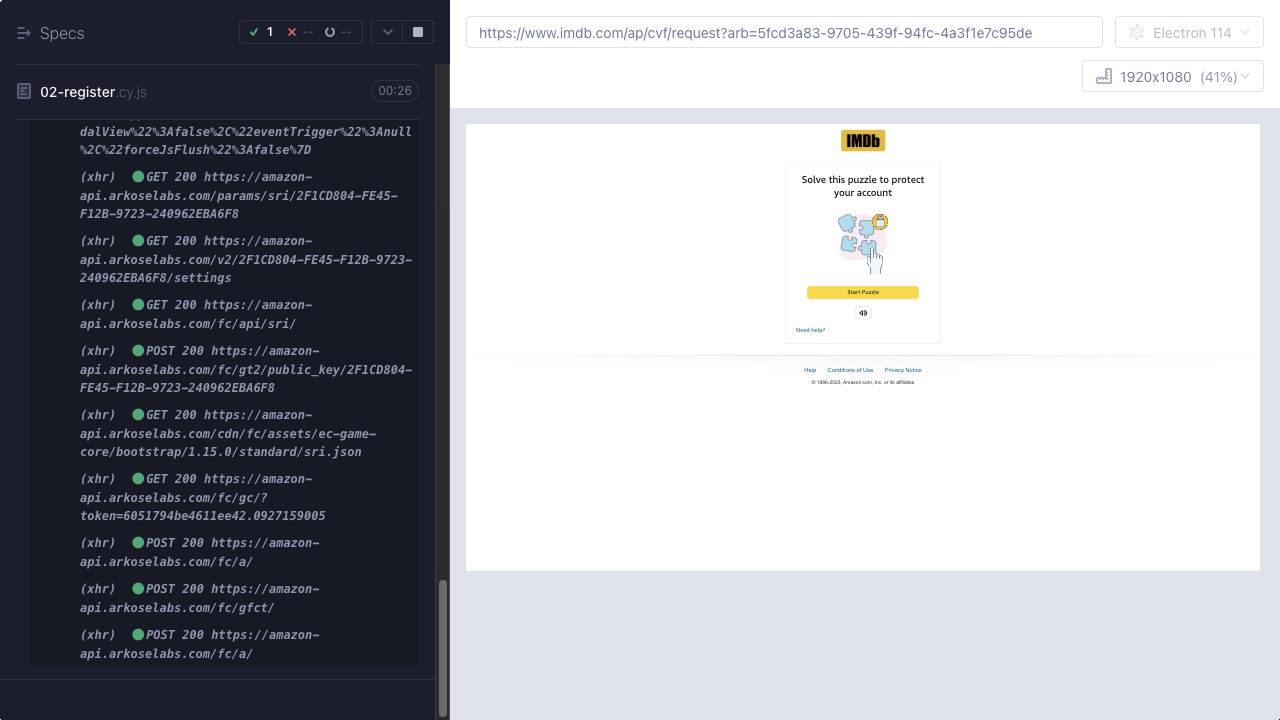 Specs
1
--
--
02-register.cy.js
00:26
dalView%22%3Afalse%2C%22eventTrigger%22%3Anull
%2C%22forceFlush%22%3Afalse%7D
(xhr) GET 200 https://amazon-
api.arkoselabs.com/params/sri/2F1CD804-FE45-
F12B-9723-240962EBA6F8
(xhr) GET 200 https://amazon-
api.arkoselabs.com/v2/2F1CD804-FE45-F12B-9723-
240962EBA6F8/settings
(xhr) GET 200 https://amazon-
api.arkoselabs.com/fc/api/sri/
(xhr) POST 200 https://amazon-
api.arkoselabs.com/fc/gt2/public_key/2F1CD804-
FE45-F12B-9723-240962EBA6F8
(xhr) GET 200 https://amazon-
api.arkoselabs.com/cdn/fc/assets/ec-game-
core/bootstrap/1.15.0/standard/sri.json
(xhr) GET 200 https://amazon-
api.arkoselabs.com/fc/gc/?
token=6051794be4611ee42.0927159005
(xhr) POST 200 https://amazon-
api.arkoselabs.com/fc/a/
(xhr) POST 200 https://amazon-
api.arkoselabs.com/fc/gfct/
(xhr) POST 200 https://amazon-
api.arkoselabs.com/fc/a/
https://www.imdb.com/ap/cvf/request?arb=5fcd3a83-9705-439f-94fc-4a3f1e7c95de
Electron 114
1920x1080 (41%)
IMDb
Solve this puzzle to protect
your account
Start Puzzle
Need help?
Help Conditions of Use Privacy Notice
© 1996-2023, Amazon.com, Inc. or its affiliates